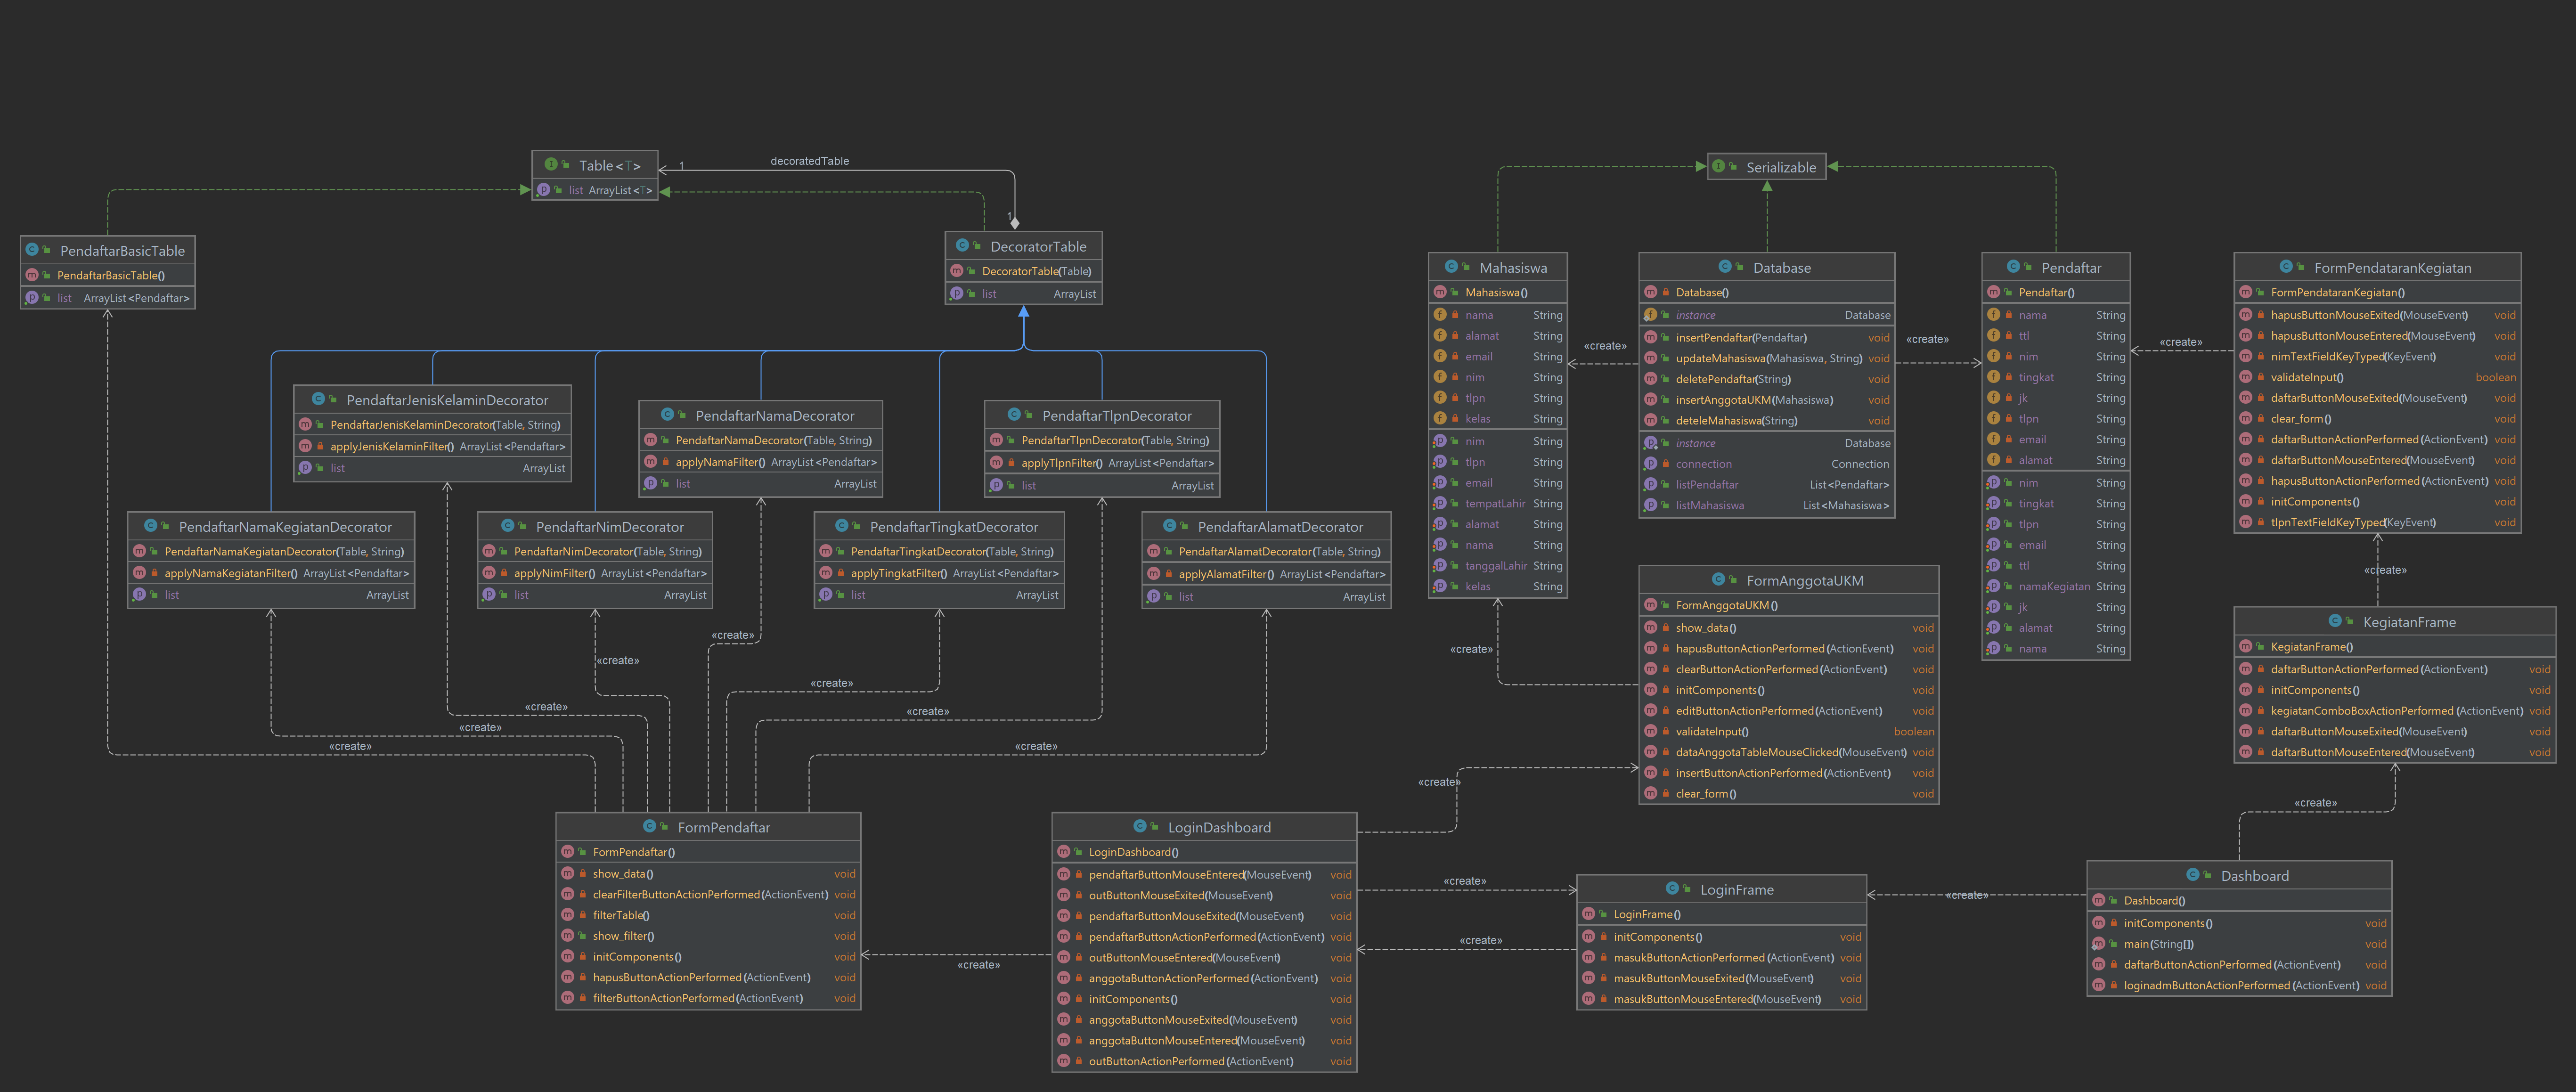 Table<T>
list ArrayList<T>
1
decoratedTable
1
PendaftarBasicTable
PendaftarBasicTable()
list ArrayList<Pendaftar>
DecoratorTable
DecoratorTable(Table)
list ArrayList
PendaftarJenisKelaminDecorator
PendaftarJenisKelaminDecorator(Table, String)
applyJenisKelaminFilter() ArrayList<Pendaftar>
list ArrayList
PendaftarNamaDecorator
PendaftarNamaDecorator(Table, String)
applyNamaFilter() ArrayList<Pendaftar>
list ArrayList
PendaftarTlpnDecorator
PendaftarTlpnDecorator(Table, String)
applyTlpnFilter() ArrayList<Pendaftar>
list ArrayList
PendaftarNamaKegiatanDecorator
PendaftarNamaKegiatanDecorator(Table, String)
applyNamaKegiatanFilter() ArrayList<Pendaftar>
list ArrayList
PendaftarNimDecorator
PendaftarNimDecorator(Table, String)
applyNimFilter() ArrayList<Pendaftar>
list ArrayList
PendaftarTingkatDecorator
PendaftarTingkatDecorator(Table, String)
applyTingkatFilter() ArrayList<Pendaftar>
list ArrayList
PendaftarAlamatDecorator
PendaftarAlamatDecorator(Table, String)
applyAlamatFilter() ArrayList<Pendaftar>
list ArrayList
«create»
«create»
«create»
«create»
«create»
«create»
«create»
«create»
FormPendaftar
FormPendaftar()
show_data() void
clearFilterButtonActionPerformed(ActionEvent) void
filterTable() void
show_filter() void
initComponents() void
hapusButtonActionPerformed(ActionEvent) void
filterButtonActionPerformed(ActionEvent) void
«create»
LoginDashboard
LoginDashboard()
pendaftarButtonMouseEntered(MouseEvent) void
outButtonMouseExited(MouseEvent) void
pendaftarButtonMouseExited(MouseEvent) void
pendaftarButtonActionPerformed(ActionEvent) void
outButtonMouseEntered(MouseEvent) void
anggotaButtonActionPerformed(ActionEvent) void
initComponents() void
anggotaButtonMouseExited(MouseEvent) void
anggotaButtonMouseEntered(MouseEvent) void
outButtonActionPerformed(ActionEvent) void
Serializable
Mahasiswa
Mahasiswa()
nama String
alamat String
email String
nim String
tlpn String
kelas String
nim String
tlpn String
email String
tempatLahir String
alamat String
nama String
tanggalLahir String
kelas String
«create»
Database
Database()
instance Database
insertPendaftar(Pendaftar) void
updateMahasiswa(Mahasiswa, String) void
deletePendaftar(String) void
insertAnggotaUKM(Mahasiswa) void
deteleMahasiswa(String) void
instance Database
connection Connection
listPendaftar List<Pendaftar>
listMahasiswa List<Mahasiswa>
«create»
Pendaftar
Pendaftar()
nama String
ttl String
nim String
tingkat String
jk String
tlpn String
email String
alamat String
nim String
tingkat String
tlpn String
email String
ttl String
namaKegiatan String
jk String
alamat String
nama String
«create»
FormPendataranKegiatan
FormPendataranKegiatan()
hapusButtonMouseExited(MouseEvent) void
hapusButtonMouseEntered(MouseEvent) void
nimTextFieldKeyTyped(KeyEvent) void
validateInput() boolean
daftarButtonMouseExited(MouseEvent) void
clear_form() void
daftarButtonActionPerformed(ActionEvent) void
daftarButtonMouseEntered(MouseEvent) void
hapusButtonActionPerformed(ActionEvent) void
initComponents() void
tlpnTextFieldKeyTyped(KeyEvent) void
«create»
FormAnggotaUKM
FormAnggotaUKM()
show_data() void
hapusButtonActionPerformed(ActionEvent) void
clearButtonActionPerformed(ActionEvent) void
initComponents() void
editButtonActionPerformed(ActionEvent) void
validateInput() boolean
dataAnggotaTableMouseClicked(MouseEvent) void
insertButtonActionPerformed(ActionEvent) void
clear_form() void
«create»
«create»
KegiatanFrame
KegiatanFrame()
daftarButtonActionPerformed(ActionEvent) void
initComponents() void
kegiatanComboBoxActionPerformed(ActionEvent) void
daftarButtonMouseExited(MouseEvent) void
daftarButtonMouseEntered(MouseEvent) void
«create»
«create»
«create»
LoginFrame
LoginFrame()
initComponents() void
masukButtonActionPerformed(ActionEvent) void
masukButtonMouseExited(MouseEvent) void
masukButtonMouseEntered(MouseEvent) void
«create»
Dashboard
Dashboard()
initComponents() void
main(String[]) void
daftarButtonActionPerformed(ActionEvent) void
loginadmButtonActionPerformed(ActionEvent) void